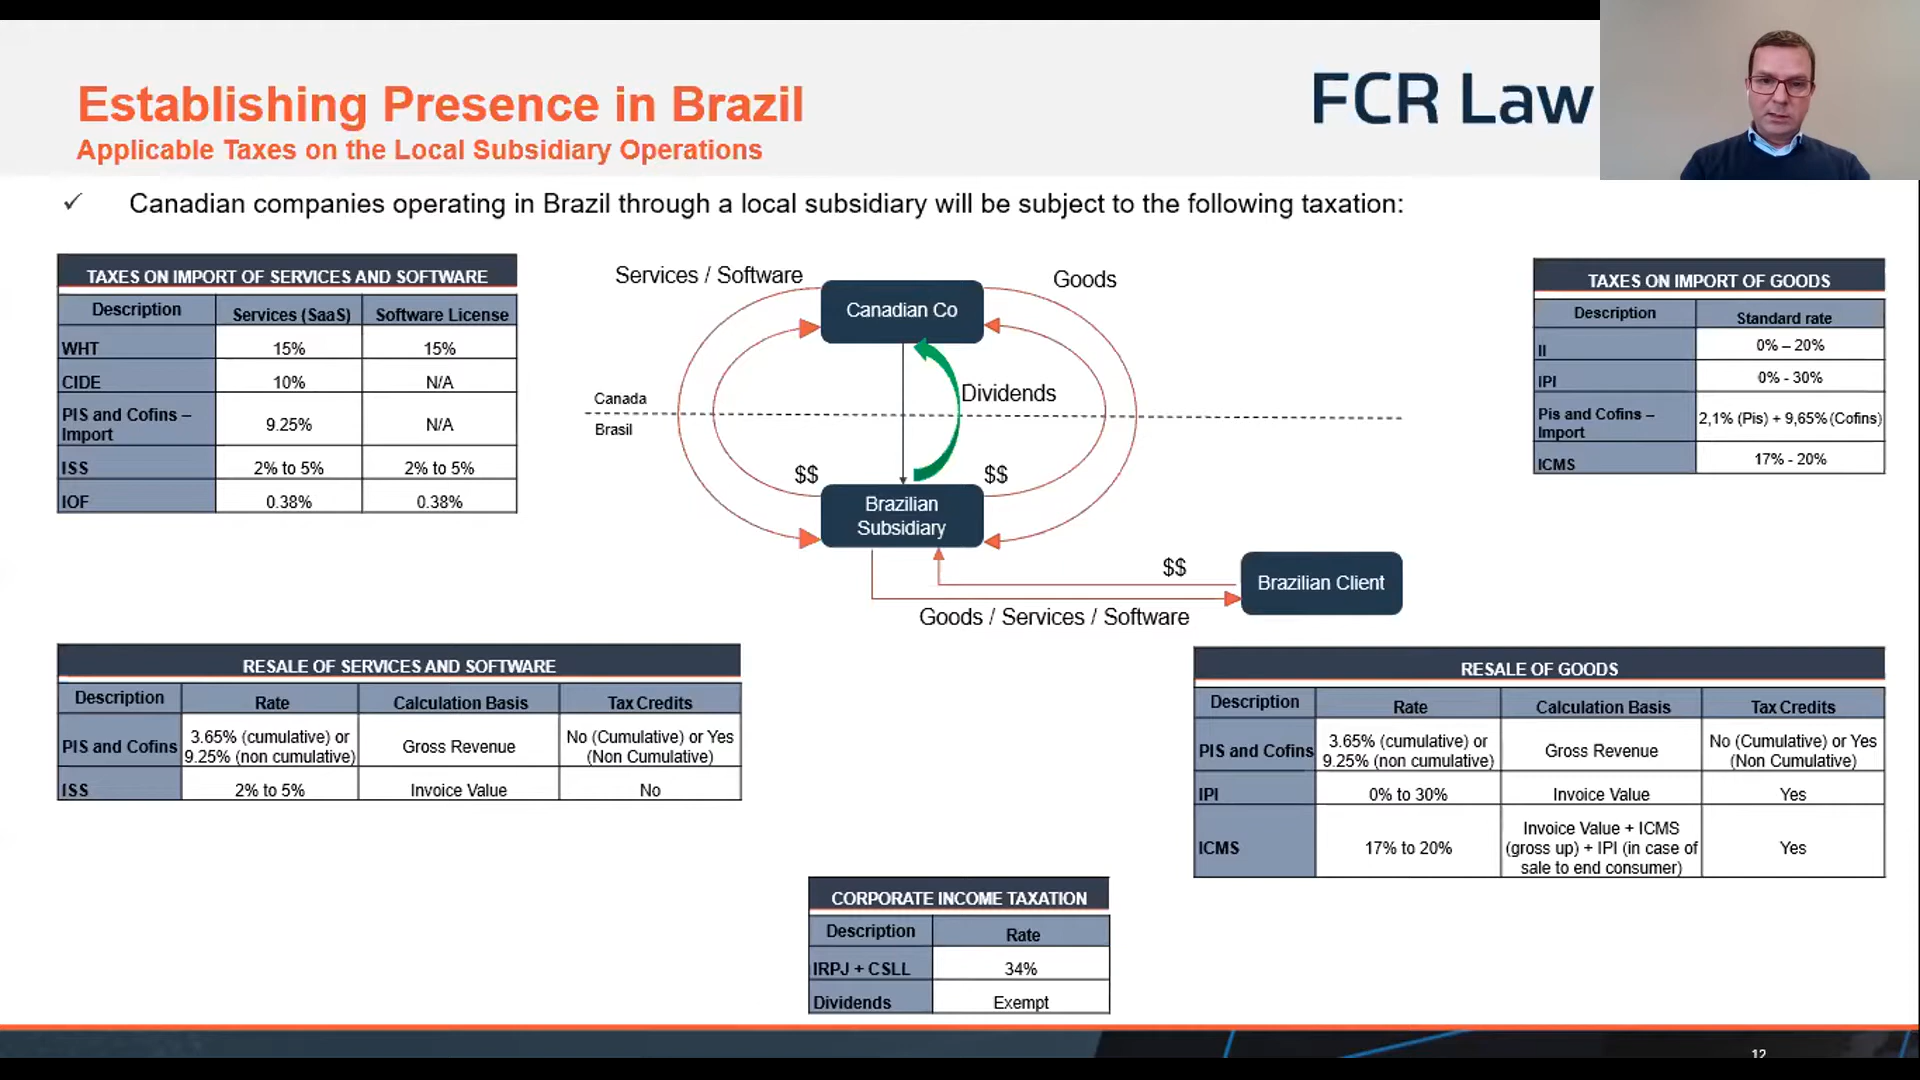 Establishing Presence in Brazil
Applicable Taxes on the Local Subsidiary Operations
FCR Law
✓ Canadian companies operating in Brazil through a local subsidiary will be subject to the following taxation:
TAXES ON IMPORT OF SERVICES AND SOFTWARE
Description Services (SaaS) Software License
WHT 15% 15%
CIDE 10% N/A
PIS and Cofins –
Import 9.25% N/A
ISS 2% to 5% 2% to 5%
IOF 0.38% 0.38%
Services / Software
Goods
Canadian Co
Dividends
Canada
Brasil
$$
$$
Brazilian
Subsidiary
$$
Brazilian Client
Goods / Services / Software
TAXES ON IMPORT OF GOODS
Description Standard rate
II 0% – 20%
IPI 0% - 30%
Pis and Cofins –
Import 2,1% (Pis) + 9,65% (Cofins)
ICMS 17% - 20%
RESALE OF SERVICES AND SOFTWARE
Description Rate Calculation Basis Tax Credits
PIS and Cofins 3.65% (cumulative) or
9.25% (non cumulative) Gross Revenue No (Cumulative) or Yes
(Non Cumulative)
ISS 2% to 5% Invoice Value No
RESALE OF GOODS
Description Rate Calculation Basis Tax Credits
PIS and Cofins 3.65% (cumulative) or
9.25% (non cumulative) Gross Revenue No (Cumulative) or Yes
(Non Cumulative)
IPI 0% to 30% Invoice Value Yes
ICMS 17% to 20% Invoice Value + ICMS
(gross up) + IPI (in case of
sale to end consumer) Yes
CORPORATE INCOME TAXATION
Description Rate
IRPJ + CSLL 34%
Dividends Exempt
12